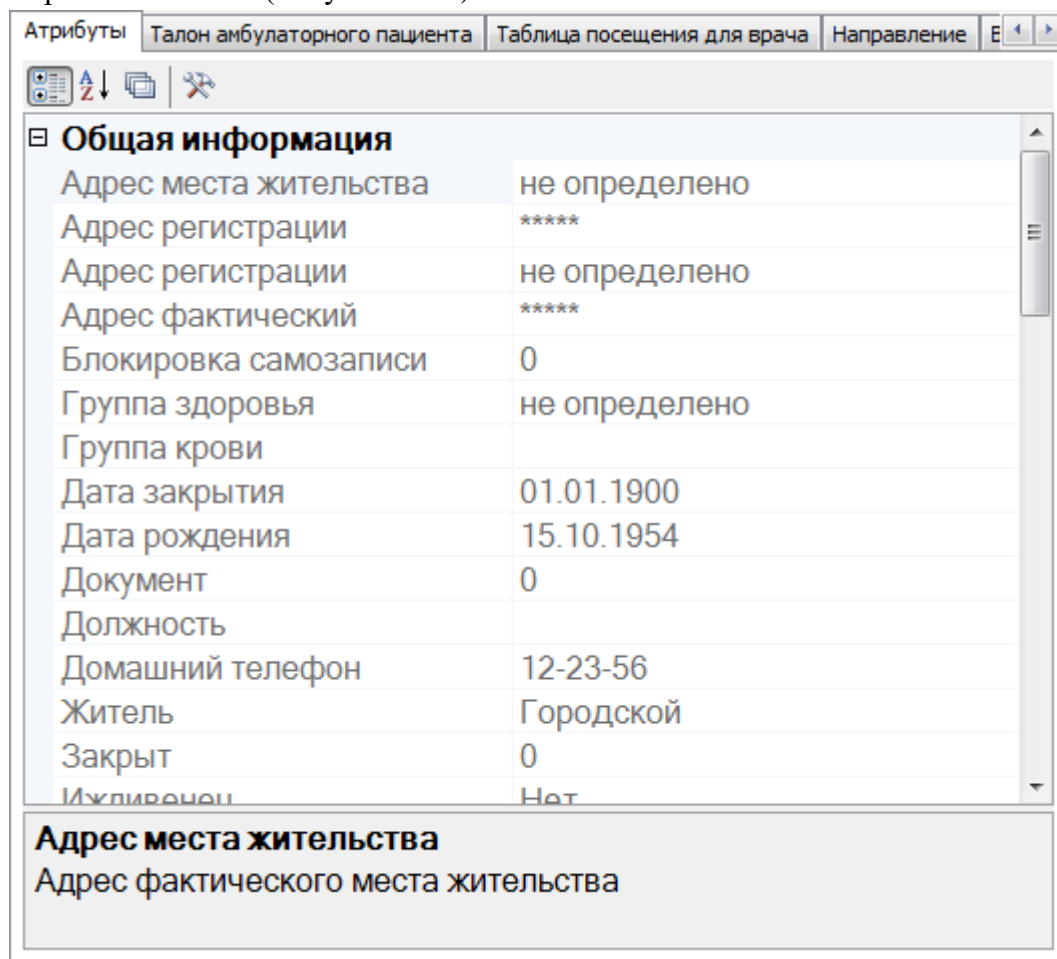 Атрибуты Талон амбулаторного пациента Таблица посещения для врача Направление
Общая информация
Адрес места жительства не определено
Адрес регистрации *****
Адрес регистрации не определено
Адрес фактический *****
Блокировка самозаписи 0
Группа здоровья не определено
Группа крови
Дата закрытия 01.01.1900
Дата рождения 15.10.1954
Документ 0
Должность
Домашний телефон 12-23-56
Житель Городской
Закрыт 0
Иждивенец Нет
Адрес места жительства
Адрес фактического места жительства